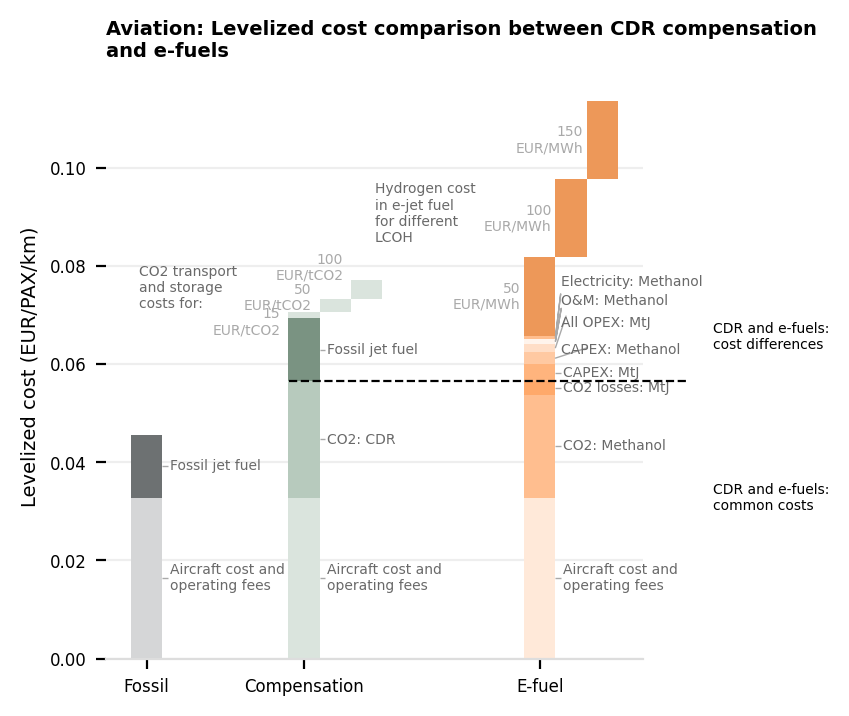 Aviation: Levelized cost comparison between CDR compensation
and e-fuels
Levelized cost (EUR/PAX/km)
0.10
0.08
0.06
0.04
0.02
0.00
150
EUR/MWh
100
EUR/MWh
50
EUR/MWh
Hydrogen cost
in e-jet fuel
for different
LCOH
CO2 transport
and storage
costs for:
100
EUR/tCO2
50
EUR/tCO2
15
EUR/tCO2
Electricity: Methanol
O&M: Methanol
All OPEX: MtJ
CAPEX: Methanol
CAPEX: MtJ
CO2 losses: MtJ
CO2: Methanol
Aircraft cost and
operating fees
Fossil jet fuel
CO2: CDR
Aircraft cost and
operating fees
Fossil jet fuel
Aircraft cost and
operating fees
CDR and e-fuels:
cost differences
CDR and e-fuels:
common costs
Fossil
Compensation
E-fuel